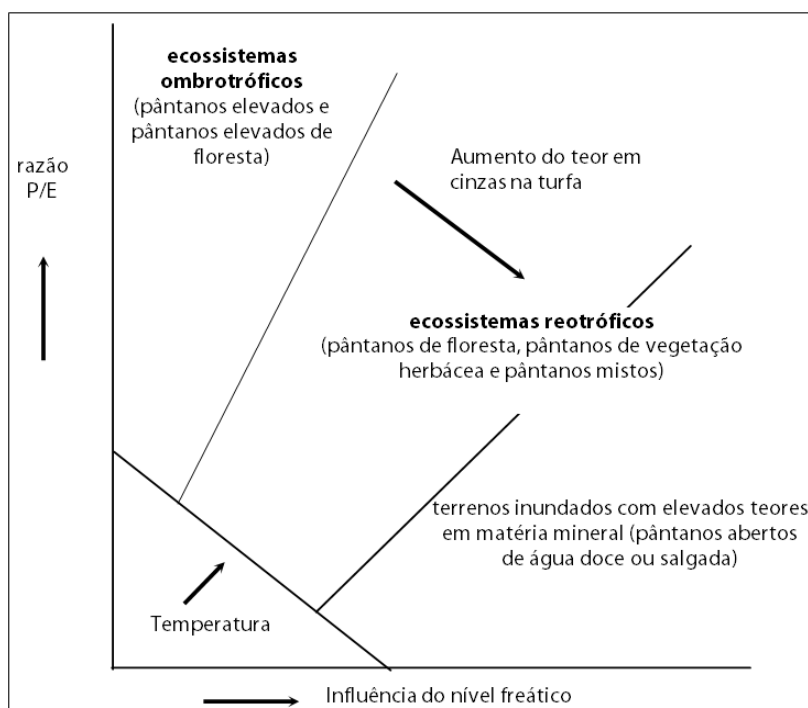 ecossistemas
ombrotróficos
(pântanos elevados e
pântanos elevados de
floresta)
razão
P/E
Aumento do teor em
cinzas na turfa
ecossistemas reotróficos
(pântanos de floresta, pântanos de vegetação
herbácea e pântanos mistos)
terrenos inundados com elevados teores
em matéria mineral (pântanos abertos
de água doce ou salgada)
Temperatura
Influência do nível freático